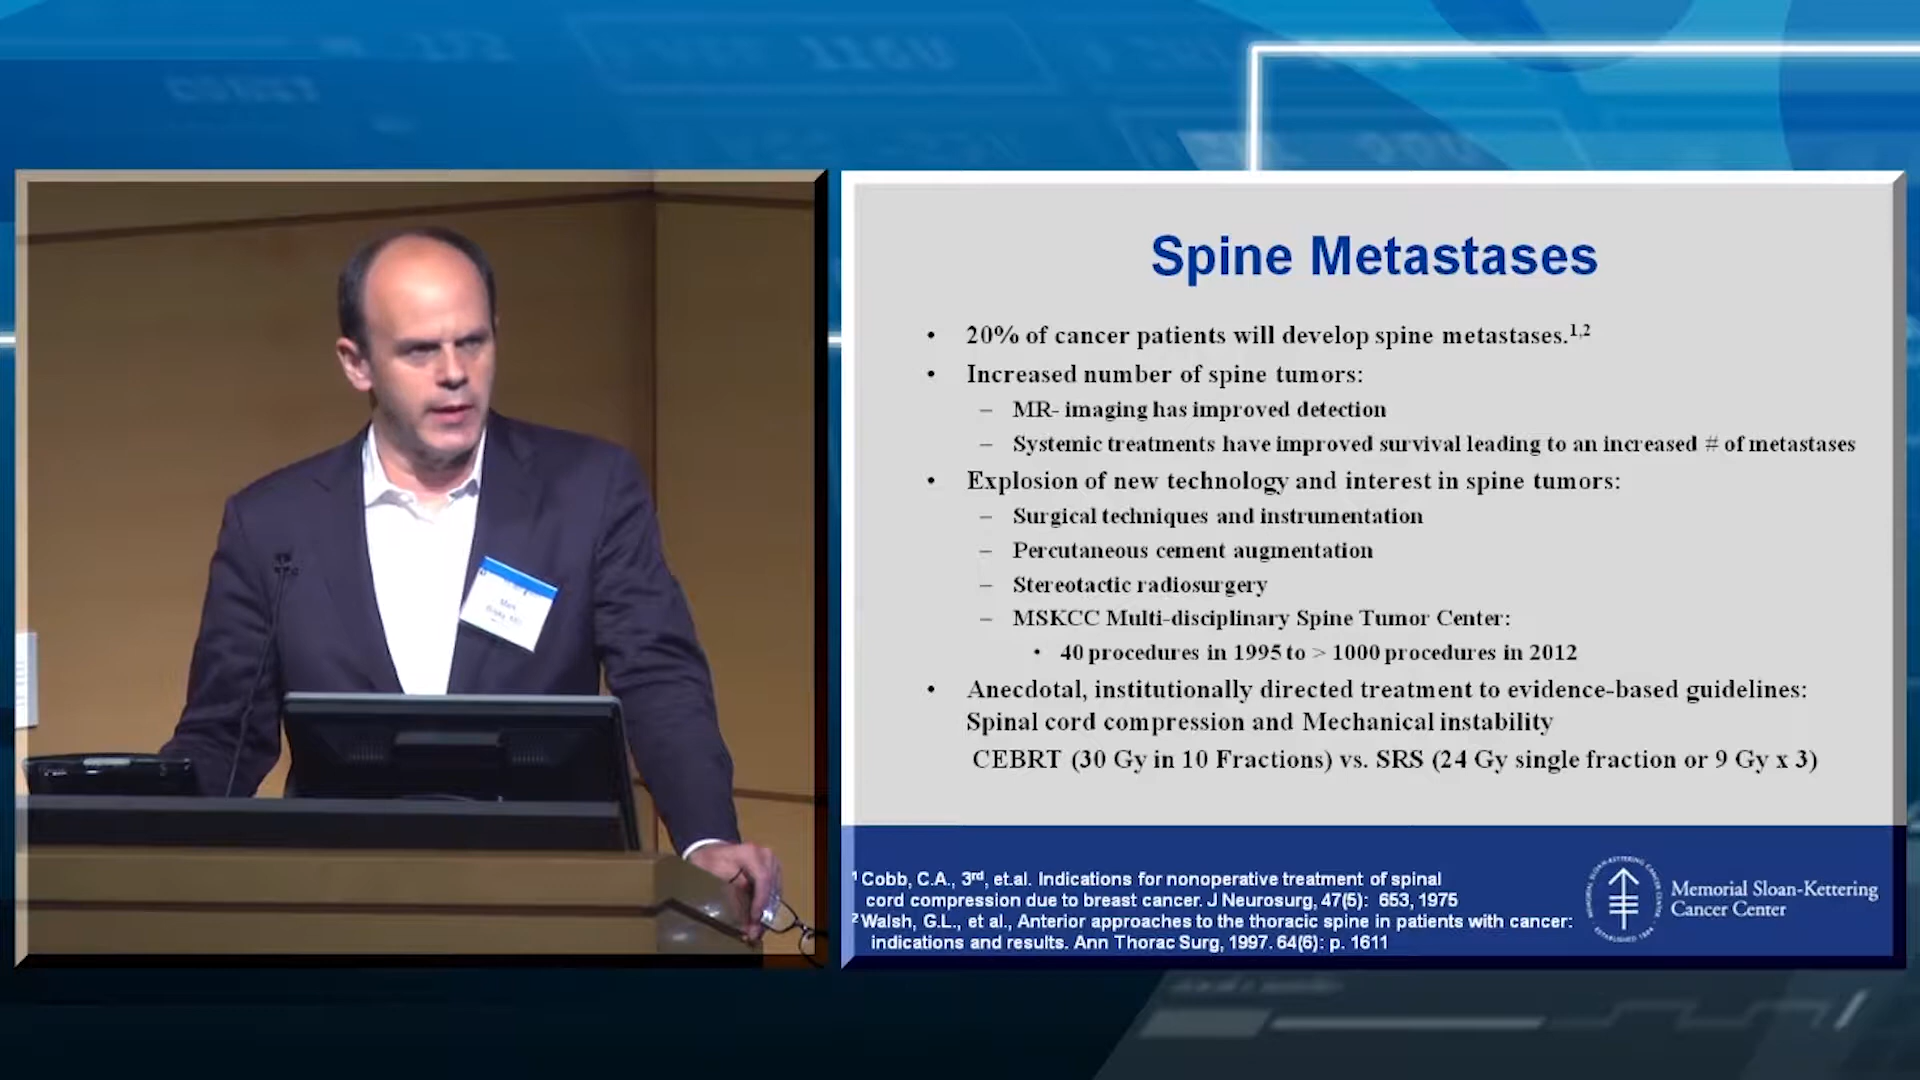 Spine Metastases
• 20% of cancer patients will develop spine metastases.1,2
• Increased number of spine tumors:
– MR- imaging has improved detection
– Systemic treatments have improved survival leading to an increased # of metastases
• Explosion of new technology and interest in spine tumors:
– Surgical techniques and instrumentation
– Percutaneous cement augmentation
– Stereotactic radiosurgery
– MSKCC Multi-disciplinary Spine Tumor Center:
• 40 procedures in 1995 to > 1000 procedures in 2012
• Anecdotal, institutionally directed treatment to evidence-based guidelines:
Spinal cord compression and Mechanical instability
CEBRT (30 Gy in 10 Fractions) vs. SRS (24 Gy single fraction or 9 Gy x 3)
1 Cobb, C.A., 3rd, et.al. Indications for nonoperative treatment of spinal
cord compression due to breast cancer. J Neurosurg, 47(5): 653, 1975
2 Walsh, G.L., et al., Anterior approaches to the thoracic spine in patients with cancer:
indications and results. Ann Thorac Surg, 1997. 64(6): p. 1611
Memorial Sloan-Kettering
Cancer Center